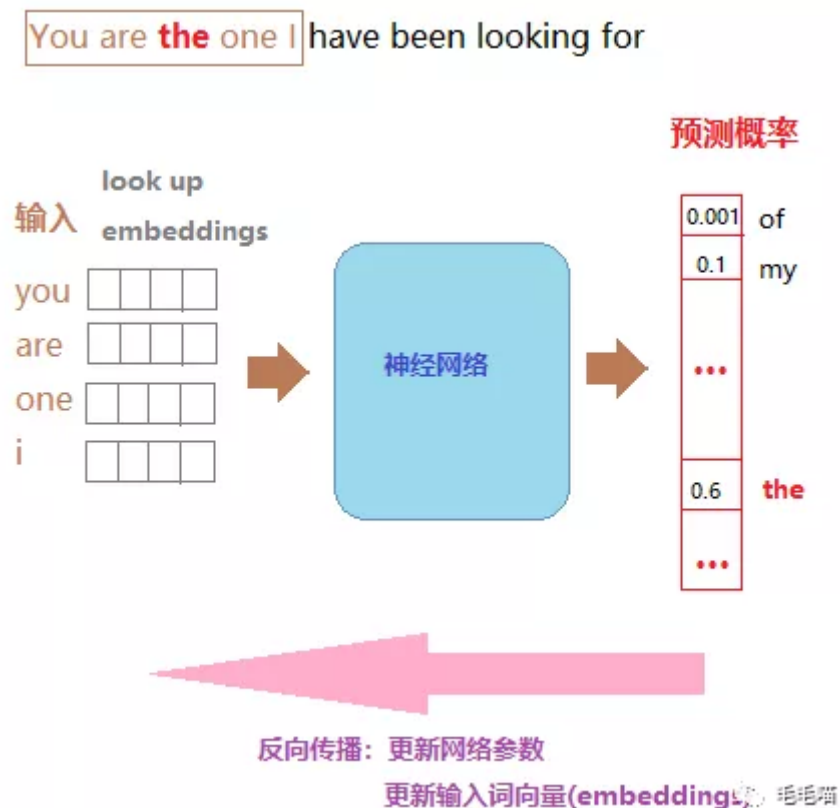 You are the one I have been looking for
预测概率
look up
输入
embeddings
0.001 of
0.1 my
you
are
神经网络
...
one
i
0.6 the
...
反向传播：更新网络参数
更新输入词向量(embeddings)
毛毛喵